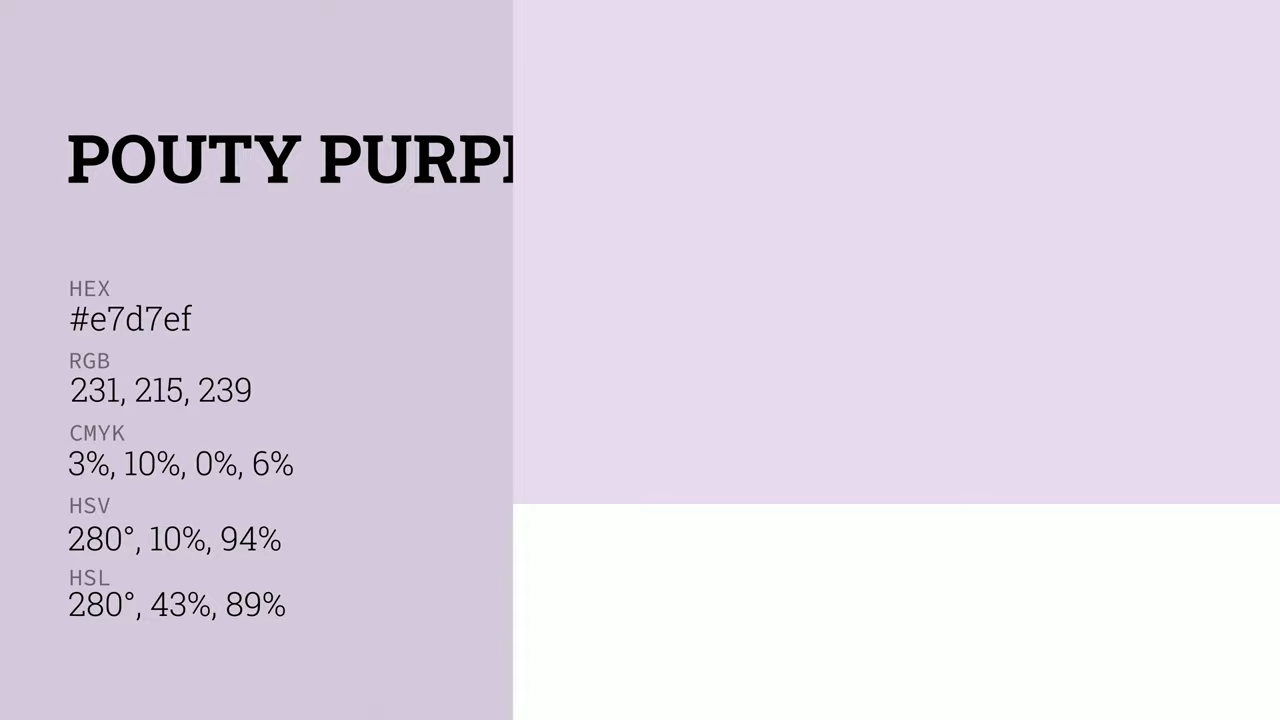 POUTY PURPL
HEX
#e7d7ef
RGB
231, 215, 239
CMYK
3%, 10%, 0%, 6%
HSV
280°, 10%, 94%
HSL
280°, 43%, 89%